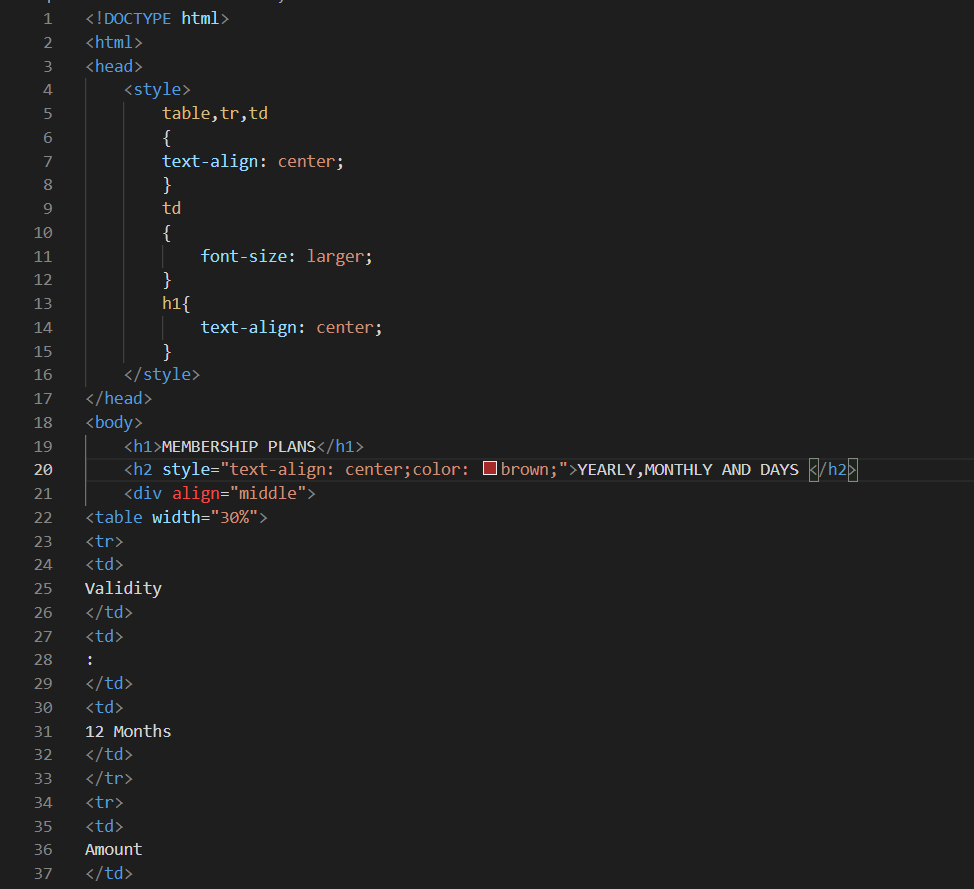 1 <!DOCTYPE html>
2 <html>
3 <head>
4 <style>
5 table,tr,td
6 {
7 text-align: center;
8 }
9 td
10 {
11 font-size: larger;
12 }
13 h1{
14 text-align: center;
15 }
16 </style>
17 </head>
18 <body>
19 <h1>MEMBERSHIP PLANS</h1>
20 <h2 style="text-align: center;color: brown;">YEARLY,MONTHLY AND DAYS </h2>
21 <div align="middle">
22 <table width="30%">
23 <tr>
24 <td>
25 Validity
26 </td>
27 <td>
28 :
29 </td>
30 <td>
31 12 Months
32 </td>
33 </tr>
34 <tr>
35 <td>
36 Amount
37 </td>